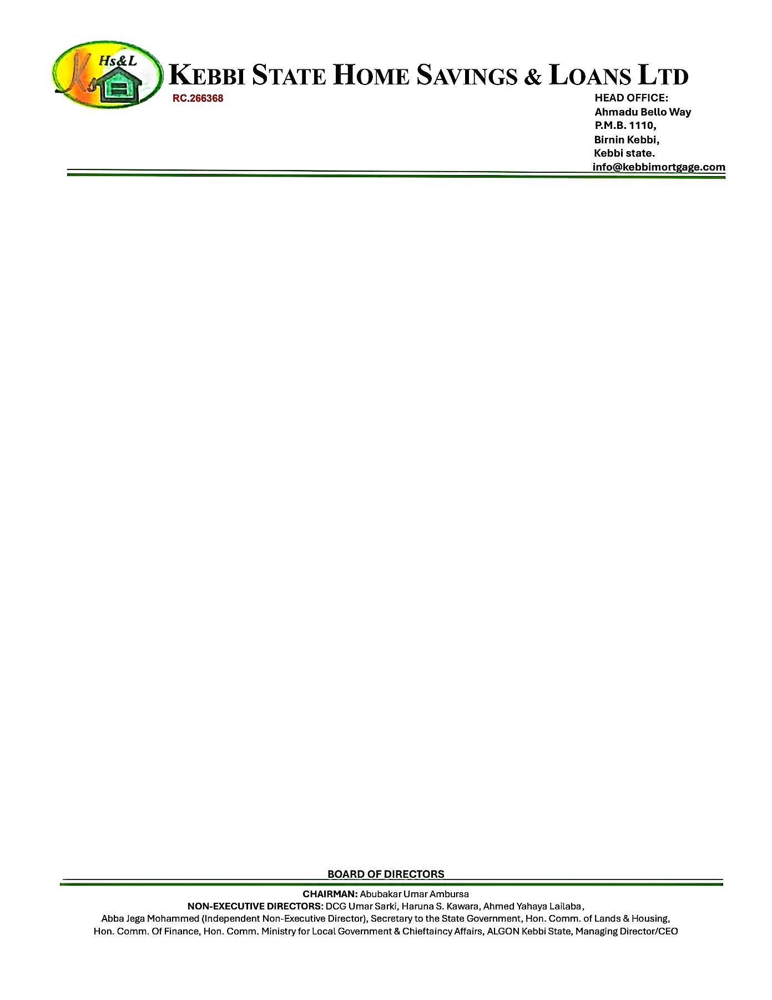 Hs&L
Ks
KEBBI STATE HOME SAVINGS & LOANS LTD
RC.266368
HEAD OFFICE:
Ahmadu Bello Way
P.M.B. 1110,
Birnin Kebbi,
Kebbi state.
info@kebbimortgage.com
BOARD OF DIRECTORS
CHAIRMAN: Abubakar Umar Ambursa
NON-EXECUTIVE DIRECTORS: DCG Umar Sarki, Haruna S. Kawara, Ahmed Yahaya Lailaba,
Abba Jega Mohammed (Independent Non-Executive Director), Secretary to the State Government, Hon. Comm. of Lands & Housing,
Hon. Comm. Of Finance, Hon. Comm. Ministry for Local Government & Chieftaincy Affairs, ALGON Kebbi State, Managing Director/CEO